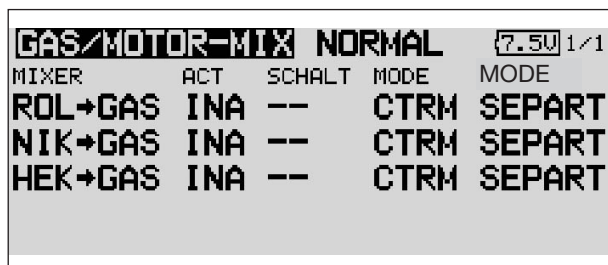 GAS/MOTOR-MIX NORMAL 7.5V 1/1
MIXER ACT SCHALT MODE MODE
ROL→GAS INA -- CTRM SEPART
NIK→GAS INA -- CTRM SEPART
HEK→GAS INA -- CTRM SEPART